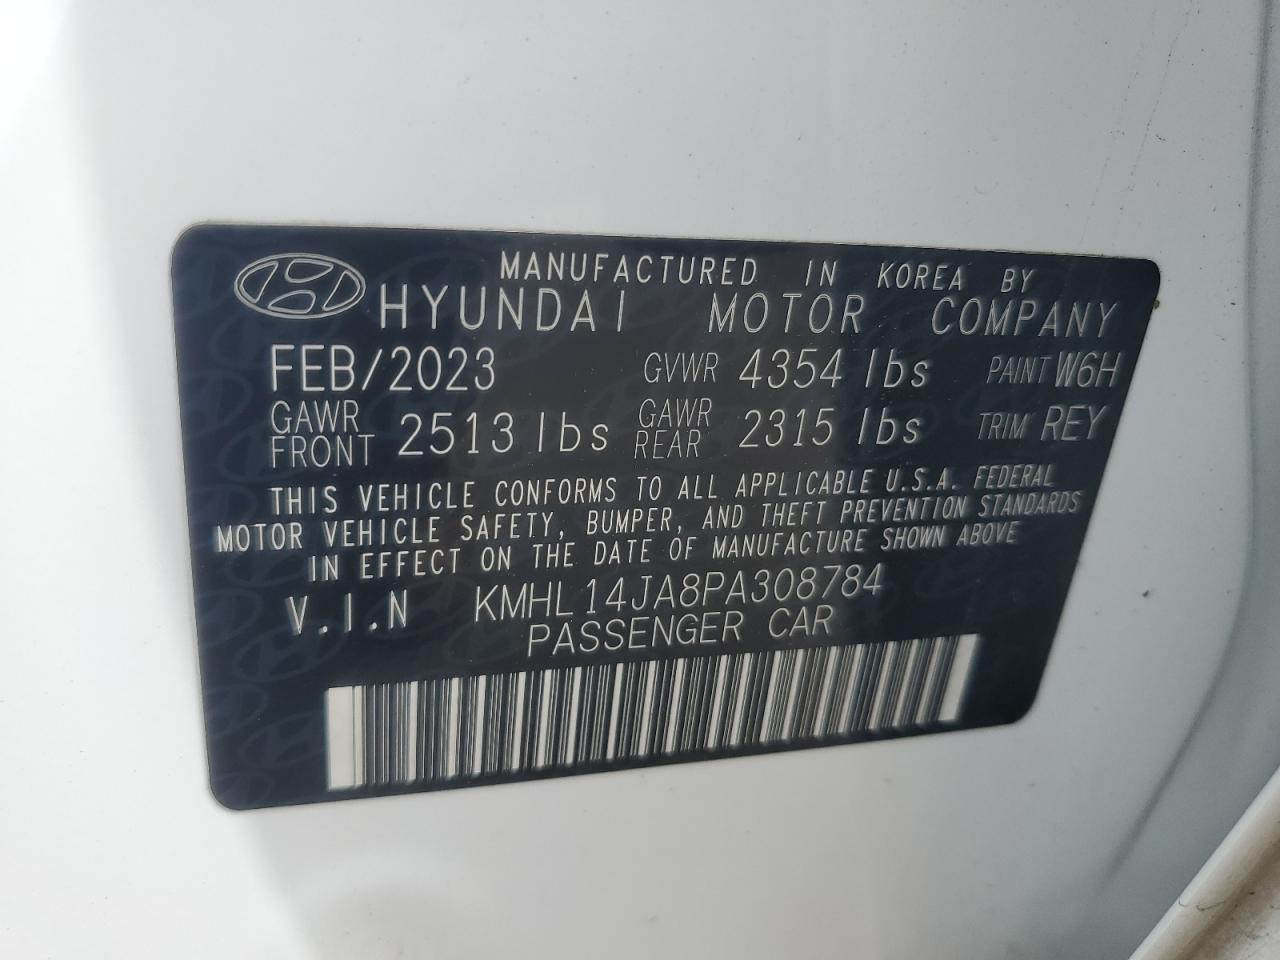 MANUFACTURED IN KOREA BY
HYUNDAI MOTOR COMPANY
FEB/2023 GVWR 4354 lbs PAINT W6H
GAWR FRONT 2513 lbs GAWR REAR 2315 lbs TRIM REY
THIS VEHICLE CONFORMS TO ALL APPLICABLE U.S.A. FEDERAL
MOTOR VEHICLE SAFETY, BUMPER, AND THEFT PREVENTION STANDARDS
IN EFFECT ON THE DATE OF MANUFACTURE SHOWN ABOVE
V.I.N KMHL14JA8PA308784
PASSENGER CAR